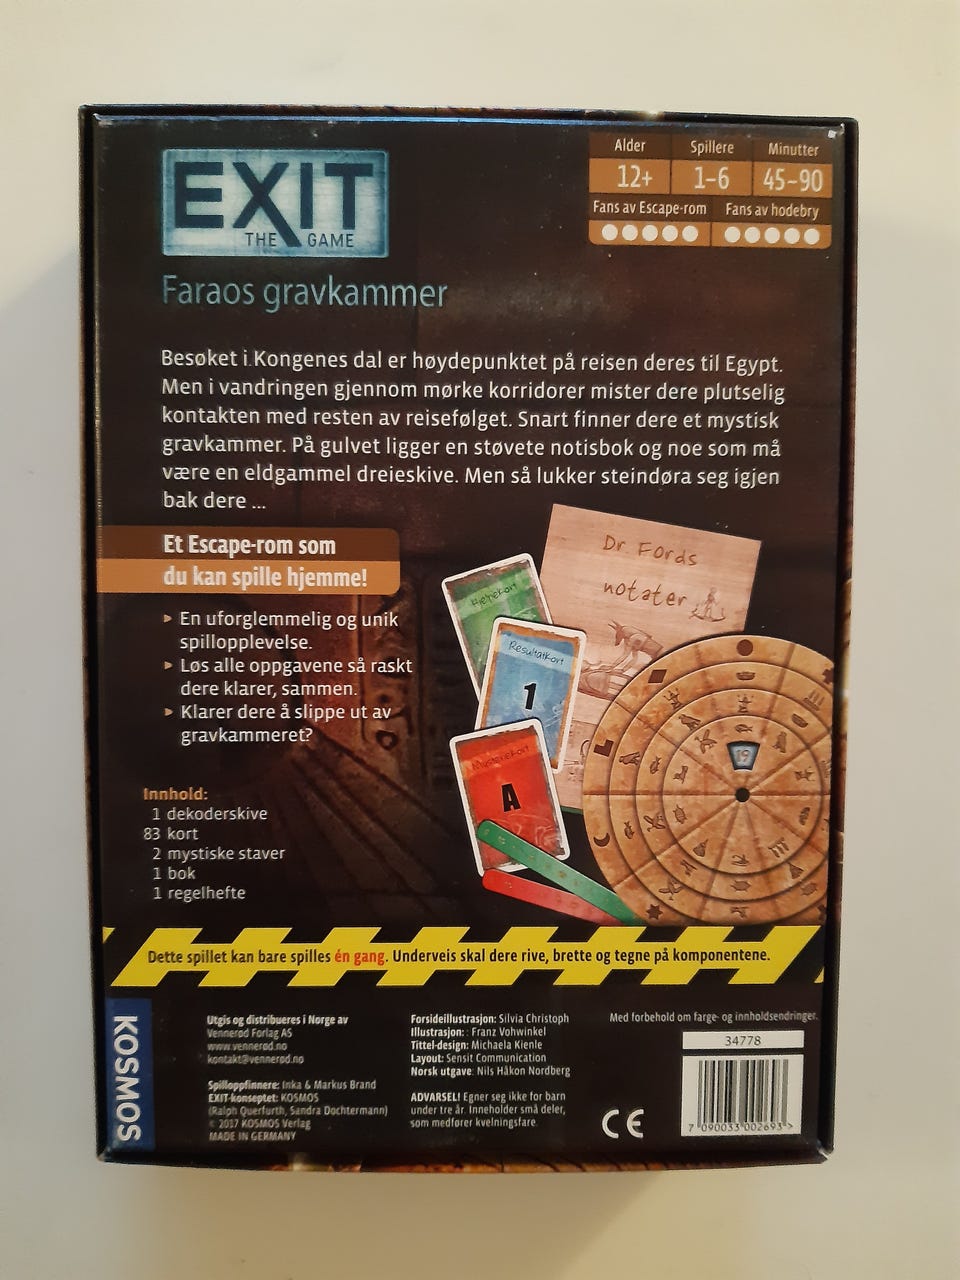 EXIT
THE GAME
Faraos gravkammer
Alder
12+
Spillere
1-6
Minutter
45-90
Fans av Escape-rom
Fans av hodebry
Besøket i Kongenes dal er høydepunktet på reisen deres til Egypt.
Men i vandringen gjennom mørke korridorer mister dere plutselig
kontakten med resten av reisefølget. Snart finner dere et mystisk
gravkammer. På gulvet ligger en støvete notisbok og noe som må
være en eldgammel dreieskive. Men så lukker steindøra seg igjen
bak dere ...
Et Escape-rom som
du kan spille hjemme!
En uforglemmelig og unik
spillopplevelse.
Løs alle oppgavene så raskt
dere klarer, sammen.
Klarer dere å slippe ut av
gravkammeret?
Dr. Fords
notater
Hjelpekort
Resultatkort
1
Mysteriekort
A
19
Innhold:
1 dekoderskive
83 kort
2 mystiske staver
1 bok
1 regelhefte
Dette spillet kan bare spilles én gang. Underveis skal dere rive, brette og tegne på komponentene.
KOSMOS
Utgis og distribueres i Norge av
Vennerød Forlag AS
www.vennerød.no
kontakt@vennerød.no
Spilloppfinnere: Inka & Markus Brand
EXIT-konseptet: KOSMOS
(Ralph Querfurth, Sandra Dochtermann)
© 2017 KOSMOS Verlag
MADE IN GERMANY
Forsideillustrasjon: Silvia Christoph
Illustrasjon: : Franz Vohwinkel
Tittel-design: Michaela Kienle
Layout: Sensit Communication
Norsk utgave: Nils Håkon Nordberg
ADVARSEL! Egner seg ikke for barn
under tre år. Inneholder små deler,
som medfører kvelningsfare.
Med forbehold om farge- og innholdsendringer.
CE
34778
7 090033 002693 >